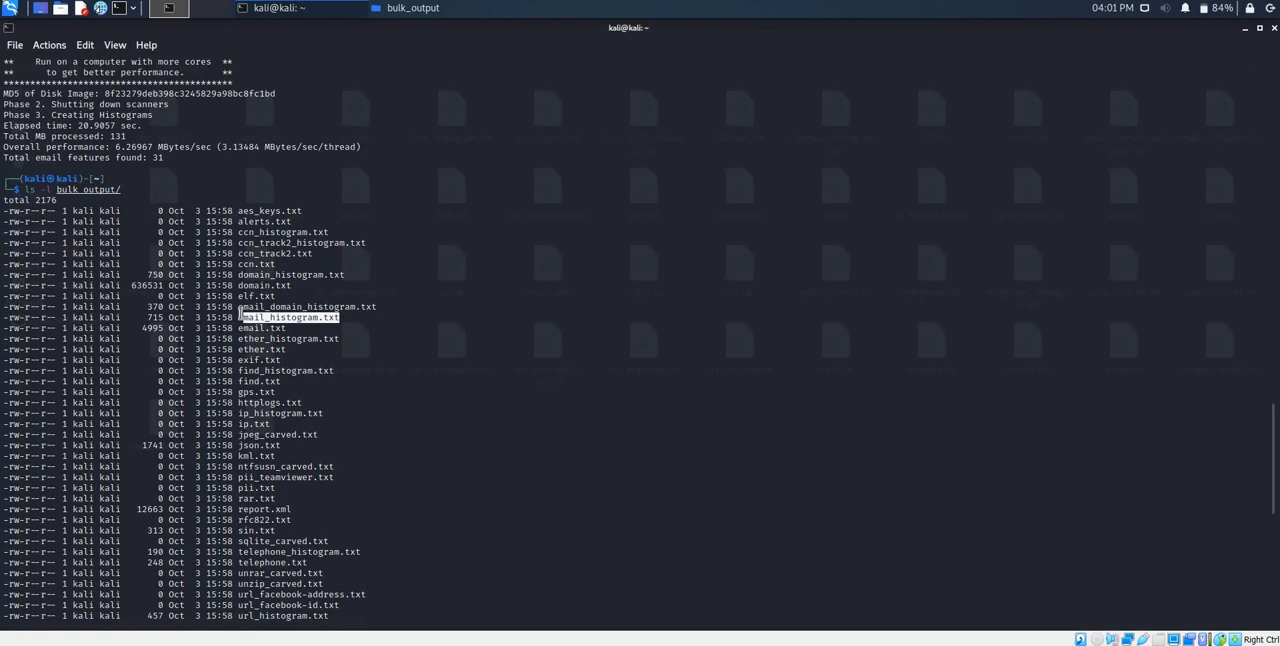 kali@kali: ~
bulk_output
04:01 PM
84%
kali@kali: ~
File Actions Edit View Help
** Run on a computer with more cores **
** to get better performance. **
*******************************************
MD5 of Disk Image: 8f23279deb398c3245829a98bc8fc1bd
Phase 2. Shutting down scanners
Phase 3. Creating Histograms
Elapsed time: 20.9057 sec.
Total MB processed: 131
Overall performance: 6.26967 MBytes/sec (3.13484 MBytes/sec/thread)
Total email features found: 31
┌──(kali㉿kali)-[~]
└─$ ls -l bulk_output/
total 2176
-rw-r--r-- 1 kali kali 0 Oct 3 15:58 aes_keys.txt
-rw-r--r-- 1 kali kali 0 Oct 3 15:58 alerts.txt
-rw-r--r-- 1 kali kali 0 Oct 3 15:58 ccn_histogram.txt
-rw-r--r-- 1 kali kali 0 Oct 3 15:58 ccn_track2_histogram.txt
-rw-r--r-- 1 kali kali 0 Oct 3 15:58 ccn_track2.txt
-rw-r--r-- 1 kali kali 0 Oct 3 15:58 ccn.txt
-rw-r--r-- 1 kali kali 750 Oct 3 15:58 domain_histogram.txt
-rw-r--r-- 1 kali kali 636531 Oct 3 15:58 domain.txt
-rw-r--r-- 1 kali kali 0 Oct 3 15:58 elf.txt
-rw-r--r-- 1 kali kali 370 Oct 3 15:58 email_domain_histogram.txt
-rw-r--r-- 1 kali kali 715 Oct 3 15:58 email_histogram.txt
-rw-r--r-- 1 kali kali 4995 Oct 3 15:58 email.txt
-rw-r--r-- 1 kali kali 0 Oct 3 15:58 ether_histogram.txt
-rw-r--r-- 1 kali kali 0 Oct 3 15:58 ether.txt
-rw-r--r-- 1 kali kali 0 Oct 3 15:58 exif.txt
-rw-r--r-- 1 kali kali 0 Oct 3 15:58 find_histogram.txt
-rw-r--r-- 1 kali kali 0 Oct 3 15:58 find.txt
-rw-r--r-- 1 kali kali 0 Oct 3 15:58 gps.txt
-rw-r--r-- 1 kali kali 0 Oct 3 15:58 httplogs.txt
-rw-r--r-- 1 kali kali 0 Oct 3 15:58 ip_histogram.txt
-rw-r--r-- 1 kali kali 0 Oct 3 15:58 ip.txt
-rw-r--r-- 1 kali kali 0 Oct 3 15:58 jpeg_carved.txt
-rw-r--r-- 1 kali kali 1741 Oct 3 15:58 json.txt
-rw-r--r-- 1 kali kali 0 Oct 3 15:58 kml.txt
-rw-r--r-- 1 kali kali 0 Oct 3 15:58 ntfsusn_carved.txt
-rw-r--r-- 1 kali kali 0 Oct 3 15:58 pii_teamviewer.txt
-rw-r--r-- 1 kali kali 0 Oct 3 15:58 pii.txt
-rw-r--r-- 1 kali kali 0 Oct 3 15:58 rar.txt
-rw-r--r-- 1 kali kali 12663 Oct 3 15:58 report.xml
-rw-r--r-- 1 kali kali 0 Oct 3 15:58 rfc822.txt
-rw-r--r-- 1 kali kali 313 Oct 3 15:58 sin.txt
-rw-r--r-- 1 kali kali 0 Oct 3 15:58 sqlite_carved.txt
-rw-r--r-- 1 kali kali 190 Oct 3 15:58 telephone_histogram.txt
-rw-r--r-- 1 kali kali 248 Oct 3 15:58 telephone.txt
-rw-r--r-- 1 kali kali 0 Oct 3 15:58 unrar_carved.txt
-rw-r--r-- 1 kali kali 0 Oct 3 15:58 unzip_carved.txt
-rw-r--r-- 1 kali kali 0 Oct 3 15:58 url_facebook-address.txt
-rw-r--r-- 1 kali kali 0 Oct 3 15:58 url_facebook-id.txt
-rw-r--r-- 1 kali kali 457 Oct 3 15:58 url_histogram.txt
Right Ctrl